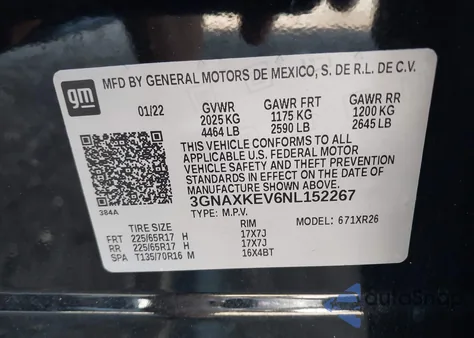 gm
MFD BY GENERAL MOTORS DE MEXICO, S. DE R.L. DE C.V.
01/22 GVWR GAWR FRT GAWR RR
2025 KG 1175 KG 1200 KG
4464 LB 2590 LB 2645 LB
THIS VEHICLE CONFORMS TO ALL
APPLICABLE U.S. FEDERAL MOTOR
VEHICLE SAFETY AND THEFT PREVENTION
STANDARDS IN EFFECT ON THE DATE OF
MANUFACTURE SHOWN ABOVE.
3GNAXKEV6NL152267
TYPE: M.P.V. MODEL: 671XR26
384A
TIRE SIZE RIM
FRT 225/65R17 H 17X7J
RR 225/65R17 H 17X7J
SPA T135/70R16 M 16X4BT
autosnap